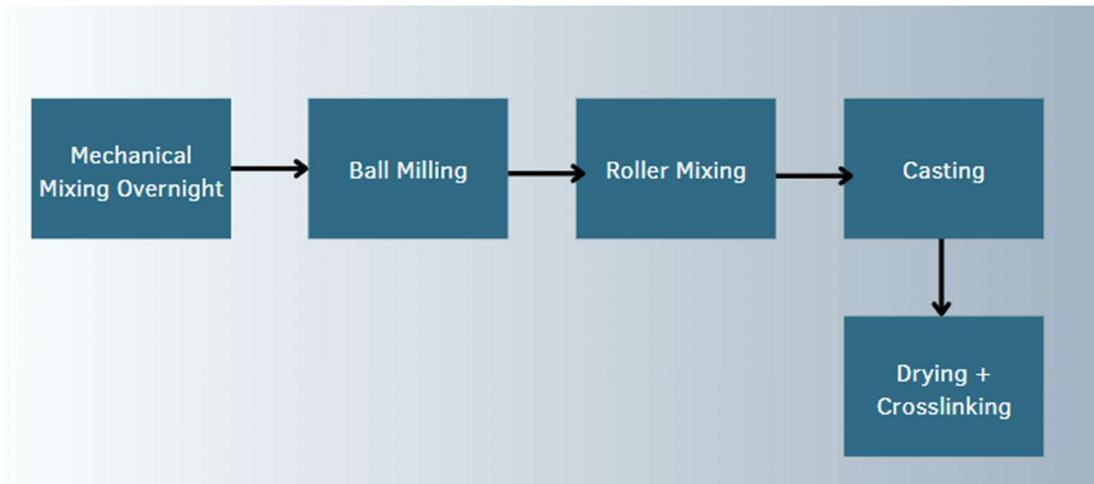 Mechanical
Mixing Overnight
Ball Milling
Roller Mixing
Casting
Drying +
Crosslinking